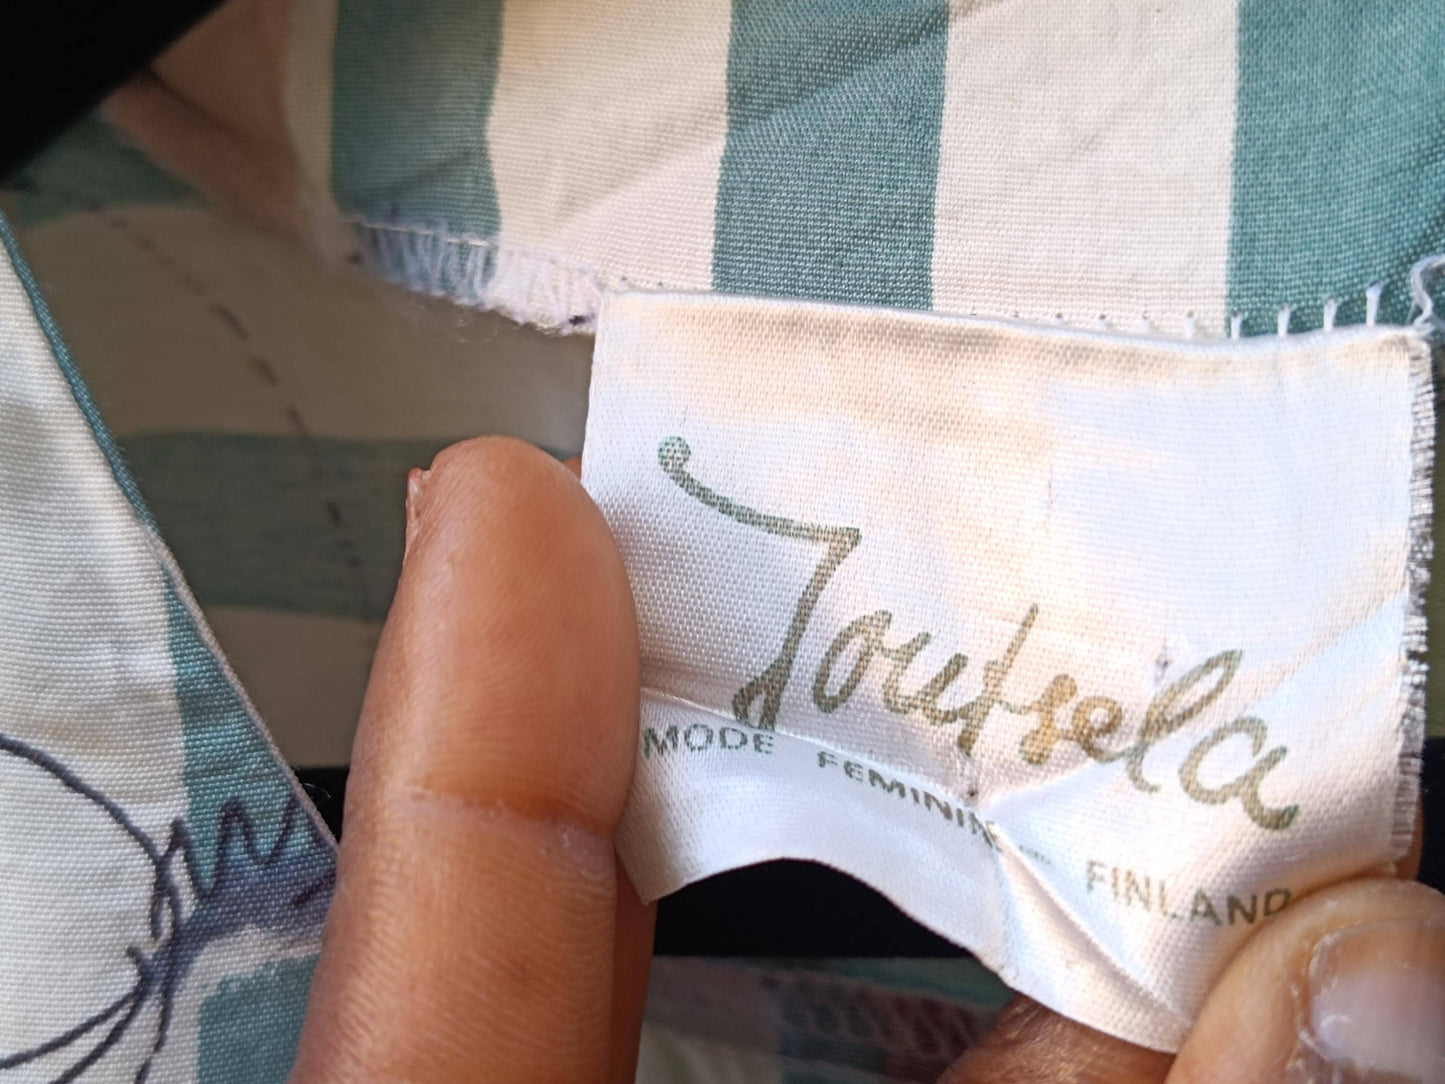 Joutsela
MODE FEMININE - FINLAND